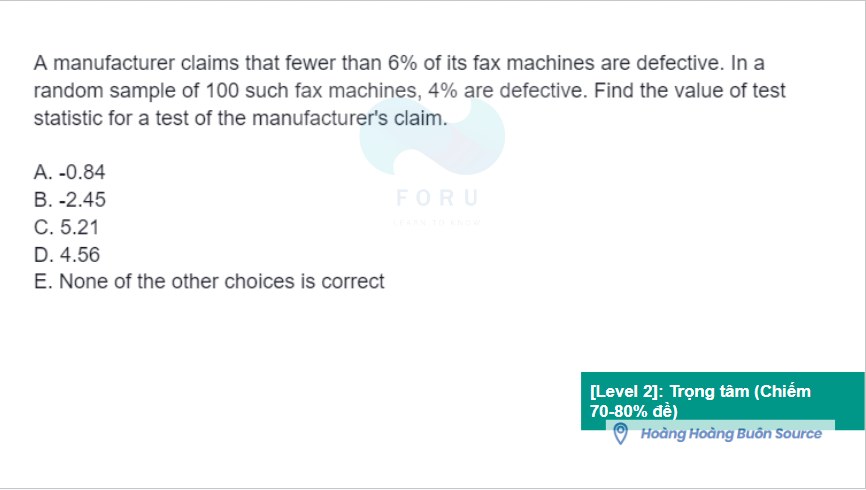 A manufacturer claims that fewer than 6% of its fax machines are defective. In a
random sample of 100 such fax machines, 4% are defective. Find the value of test
statistic for a test of the manufacturer's claim.
A. -0.84
B. -2.45
C. 5.21
D. 4.56
E. None of the other choices is correct
FORU
[Level 2]: Trọng tâm (Chiếm
70-80% đề)
Hoàng Hoàng Buôn Source